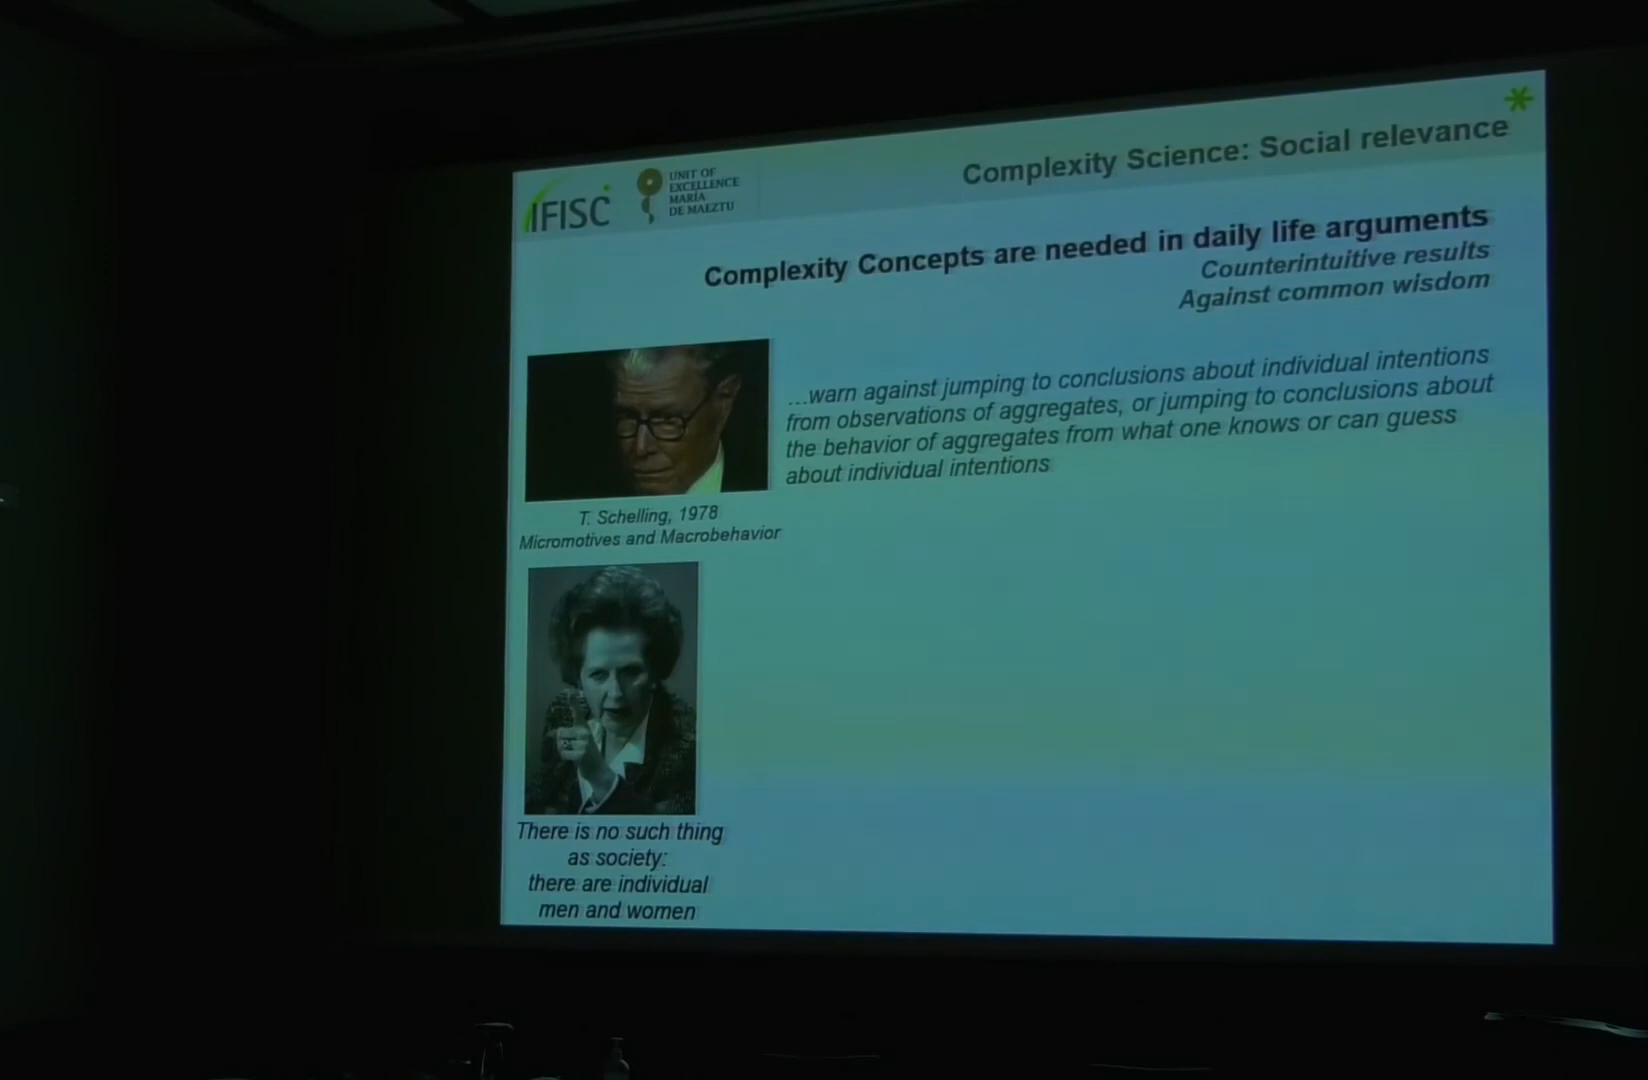 IFISC
UNIT OF
EXCELLENCE
MARÍA
DE MAEZTU
Complexity Science: Social relevance
Complexity Concepts are needed in daily life arguments
Counterintuitive results
Against common wisdom
...warn against jumping to conclusions about individual intentions
from observations of aggregates, or jumping to conclusions about
the behavior of aggregates from what one knows or can guess
about individual intentions
T. Schelling, 1978
Micromotives and Macrobehavior
There is no such thing
as society:
there are individual
men and women